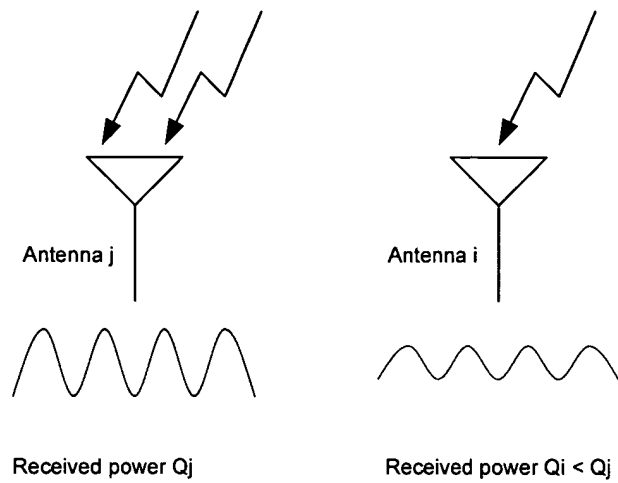 Antenna j
Antenna i
Received power Qj
Received power Qi < Qj